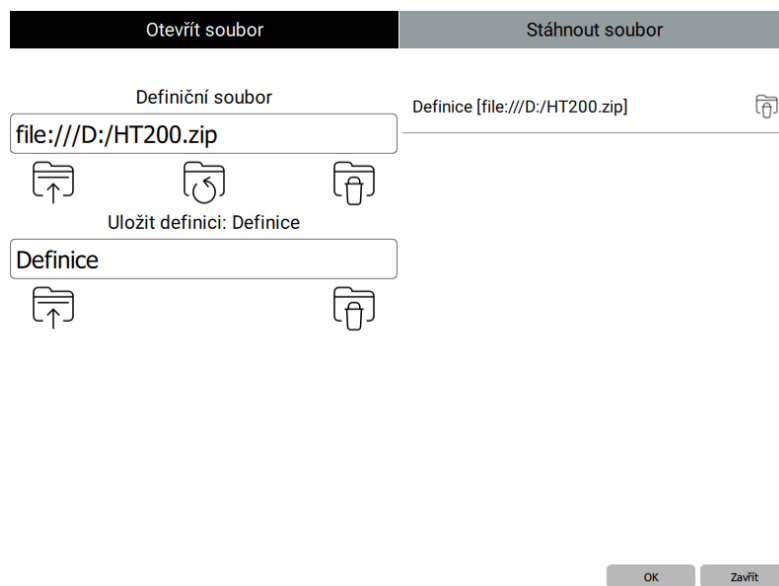 Otevřít soubor
Stáhnout soubor
Definiční soubor
file:///D:/HT200.zip
Uložit definici: Definice
Definice
Definice [file:///D:/HT200.zip]
OK
Zavřít